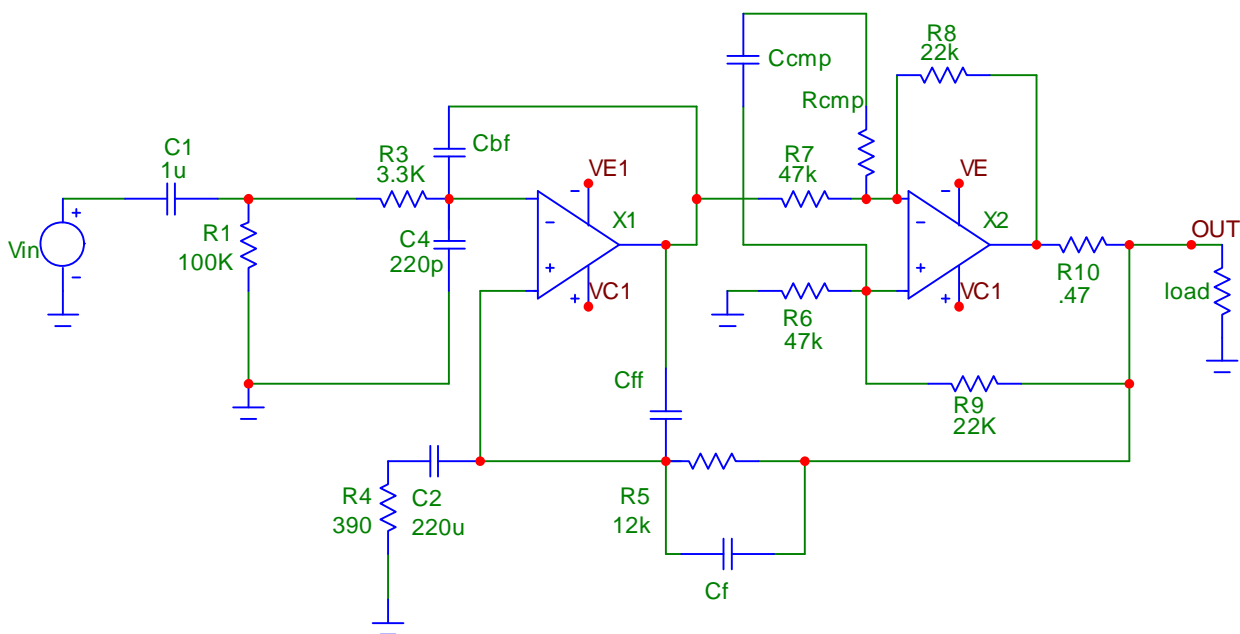 C1
1u
Vin
+
-
R1
100K
R3
3.3K
Cbf
C4
220p
VE1
-
-
+
+
X1
VC1
Ccmp
Rcmp
R7
47k
R8
22k
VE
-
-
+
+
X2
VC1
R6
47k
R10
.47
OUT
load
R9
22K
Cff
R4
390
C2
220u
R5
12k
Cf